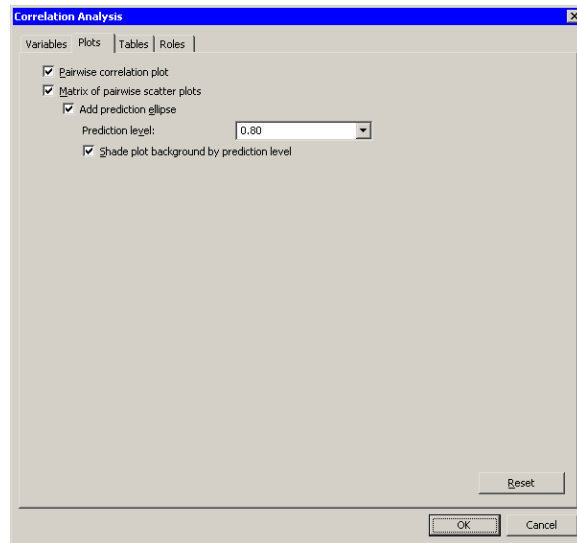 Correlation Analysis
Variables Plots Tables Roles
Pairwise correlation plot
Matrix of pairwise scatter plots
Add prediction ellipse
Prediction level: 0.80
Shade plot background by prediction level
Reset
OK Cancel